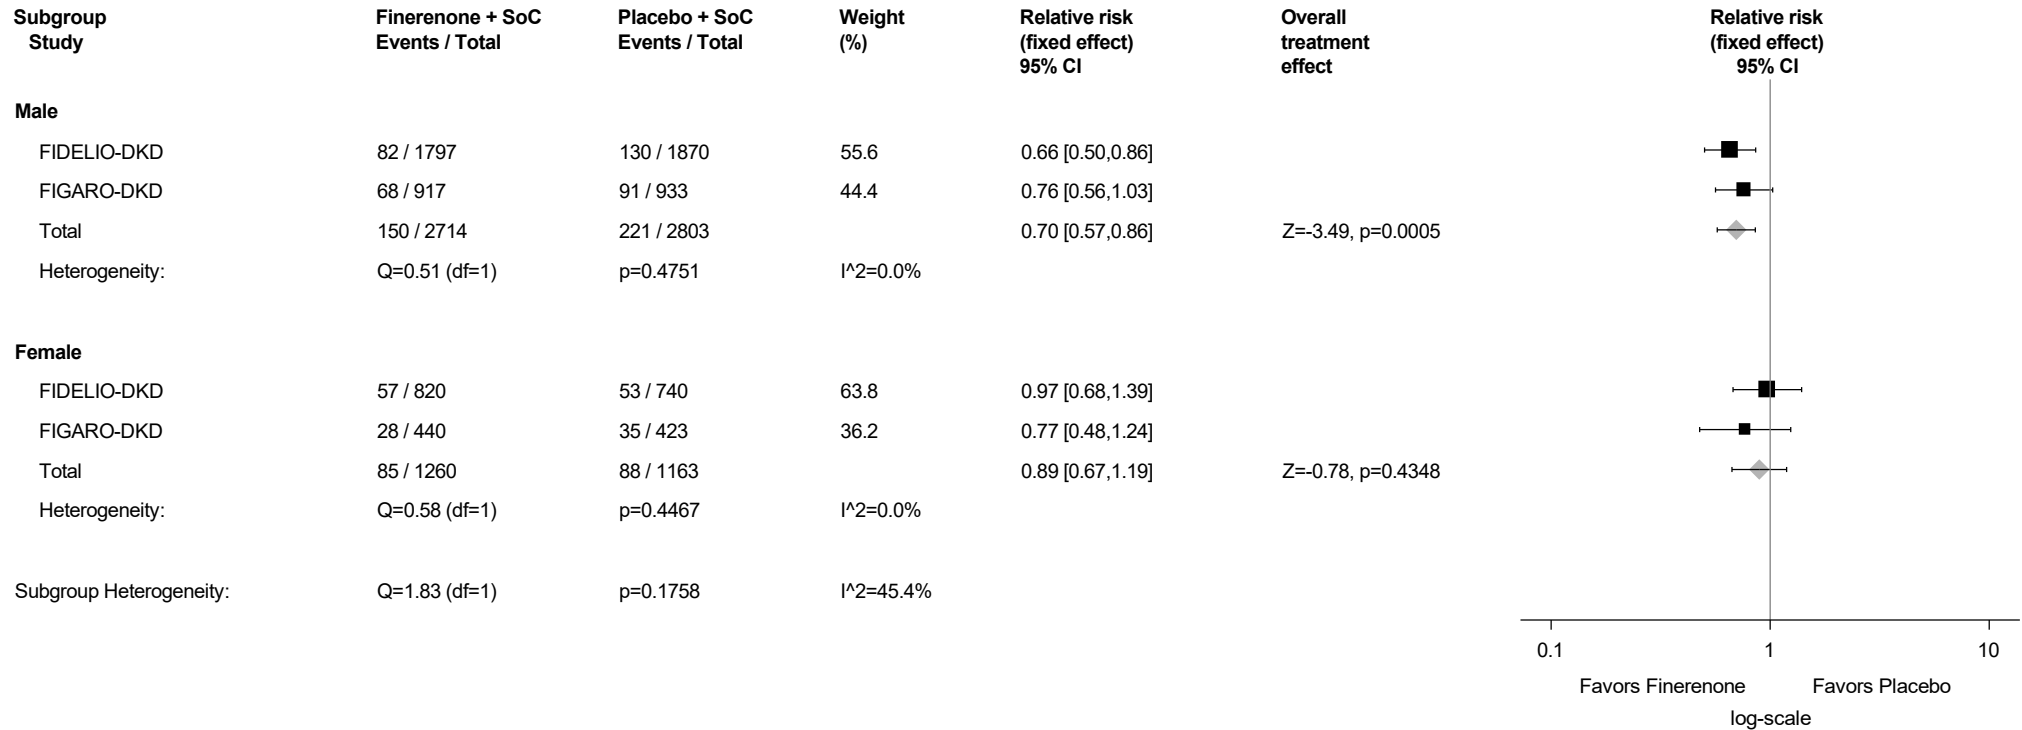 Subgroup Finerenone + SoC Placebo + SoC Weight Relative risk Overall Relative risk
Study Events / Total Events / Total (%) (fixed effect) treatment (fixed effect)
95% CI effect 95% CI
Male
FIDELIO-DKD 82 / 1797 130 / 1870 55.6 0.66 [0.50,0.86]
FIGARO-DKD 68 / 917 91 / 933 44.4 0.76 [0.56,1.03]
Total 150 / 2714 221 / 2803 0.70 [0.57,0.86] Z=-3.49, p=0.0005
Heterogeneity: Q=0.51 (df=1) p=0.4751 I^2=0.0%
Female
FIDELIO-DKD 57 / 820 53 / 740 63.8 0.97 [0.68,1.39]
FIGARO-DKD 28 / 440 35 / 423 36.2 0.77 [0.48,1.24]
Total 85 / 1260 88 / 1163 0.89 [0.67,1.19] Z=-0.78, p=0.4348
Heterogeneity: Q=0.58 (df=1) p=0.4467 I^2=0.0%
Subgroup Heterogeneity: Q=1.83 (df=1) p=0.1758 I^2=45.4%
0.1 1 10
Favors Finerenone Favors Placebo
log-scale